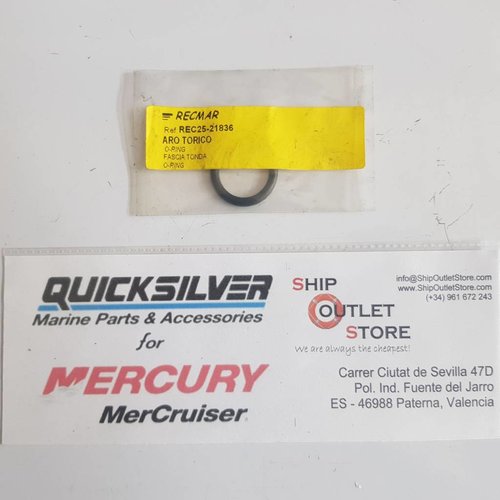 RECMAR
Ref REC25-21836
ARO TORICO
O-RING
FASCIA TONDA
O-RING
QUICKSILVER
Marine Parts & Accessories
for
MERCURY
MerCruiser
SHIP
OUTLET
STORE
We are always the cheapest!
info@ShipOutletStore.com
www.ShipOutletStore.com
(+34) 961 672 243
Carrer Ciutat de Sevilla 47D
Pol. Ind. Fuente del Jarro
ES - 46988 Paterna, Valencia